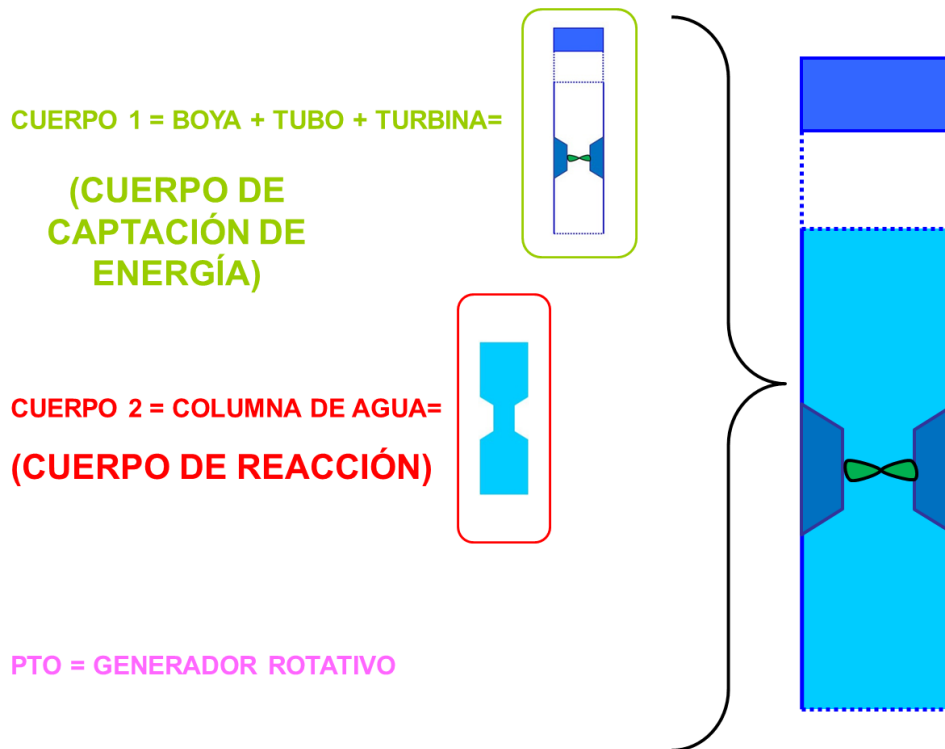 CUERPO 1 = BOYA + TUBO + TURBINA=
(CUERPO DE
CAPTACIÓN DE
ENERGÍA)
CUERPO 2 = COLUMNA DE AGUA=
(CUERPO DE REACCIÓN)
PTO = GENERADOR ROTATIVO